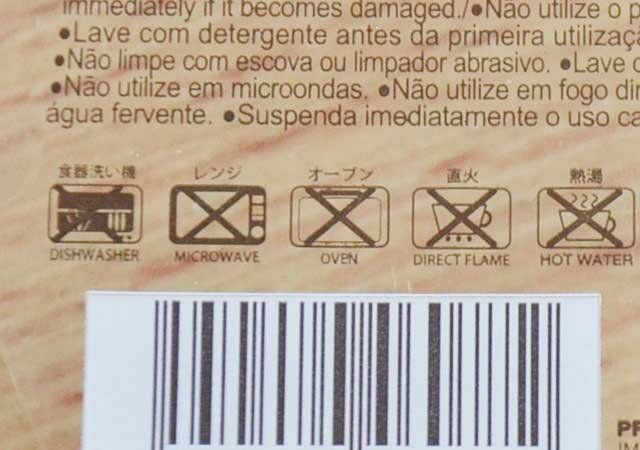 immediately if it becomes damaged./●Não utilize o p
●Lave com detergente antes da primeira utilizaçã
●Não limpe com escova ou limpador abrasivo. ●Lave c
●Não utilize em microondas. ●Não utilize em fogo dir
água fervente. ●Suspenda imediatamente o uso ca
食器洗い機 レンジ オーブン 直火 熱湯
DISHWASHER MICROWAVE OVEN DIRECT FLAME HOT WATER